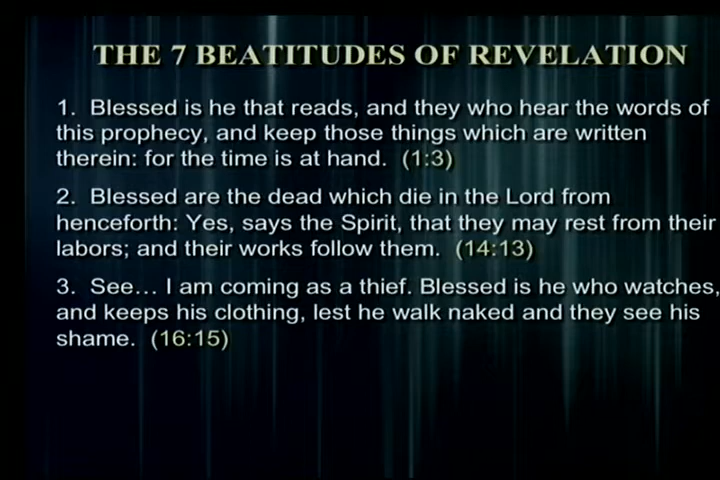 THE 7 BEATITUDES OF REVELATION
1. Blessed is he that reads, and they who hear the words of
this prophecy, and keep those things which are written
therein: for the time is at hand. (1:3)
2. Blessed are the dead which die in the Lord from
henceforth: Yes, says the Spirit, that they may rest from their
labors; and their works follow them. (14:13)
3. See... I am coming as a thief. Blessed is he who watches,
and keeps his clothing, lest he walk naked and they see his
shame. (16:15)